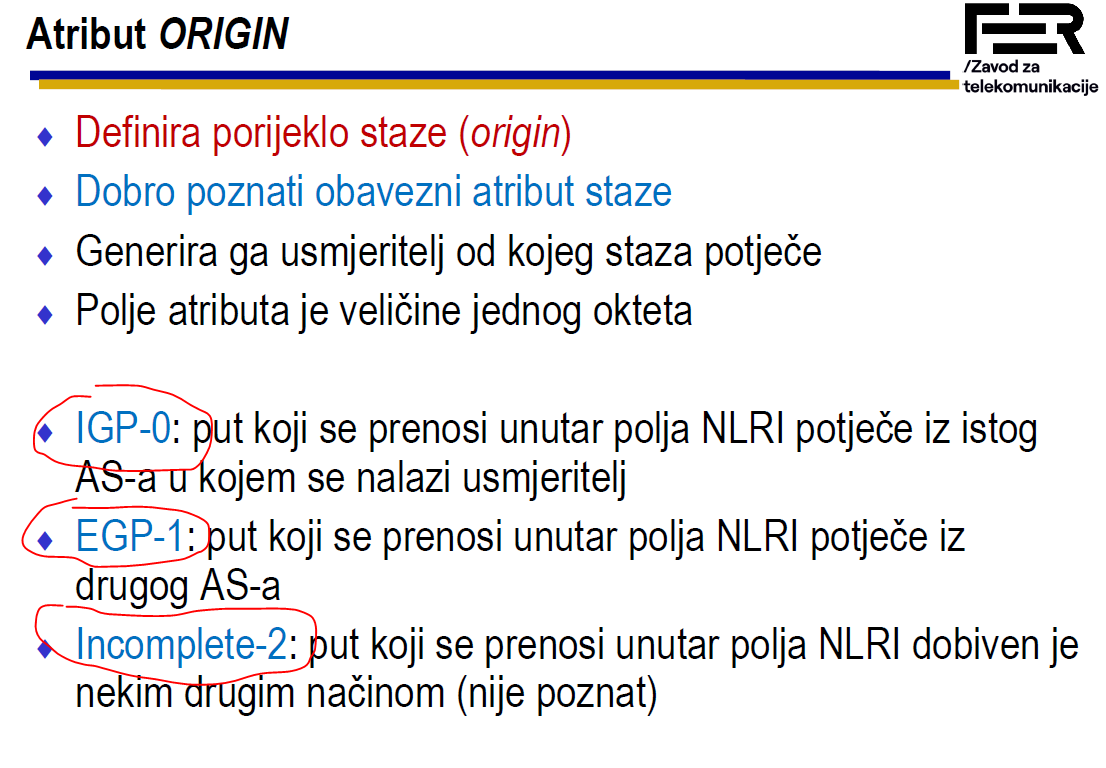 Atribut ORIGIN
FER
/Zavod za
telekomunikacije
Definira porijeklo staze (origin)
Dobro poznati obavezni atribut staze
Generira ga usmjeritelj od kojeg staza potječe
Polje atributa je veličine jednog okteta
IGP-0: put koji se prenosi unutar polja NLRI potječe iz istog
AS-a u kojem se nalazi usmjeritelj
EGP-1: put koji se prenosi unutar polja NLRI potječe iz
drugog AS-a
Incomplete-2: put koji se prenosi unutar polja NLRI dobiven je
nekim drugim načinom (nije poznat)